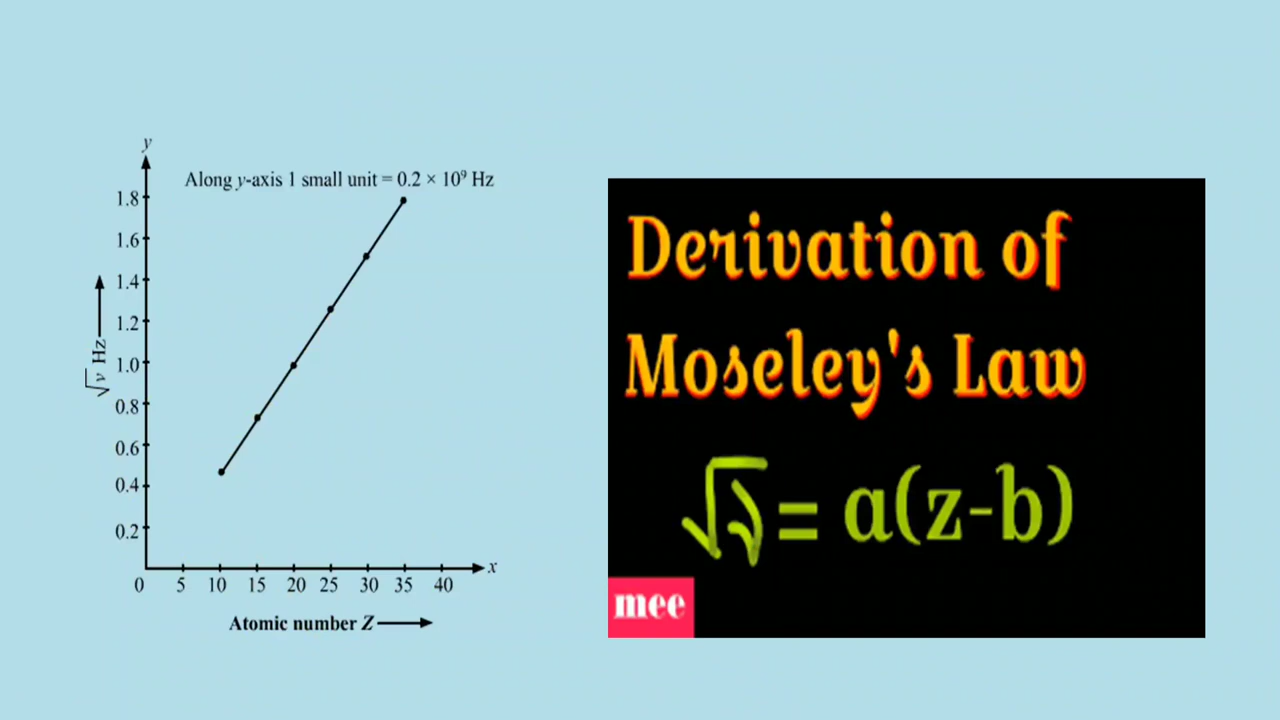 y
Along y-axis 1 small unit = 0.2 × 10⁹ Hz
1.8
1.6
1.4
1.2
1.0
0.8
0.6
0.4
0.2
√ν Hz
0 5 10 15 20 25 30 35 40 x
Atomic number Z
Derivation of
Moseley's Law
√ν = a(z-b)
mee